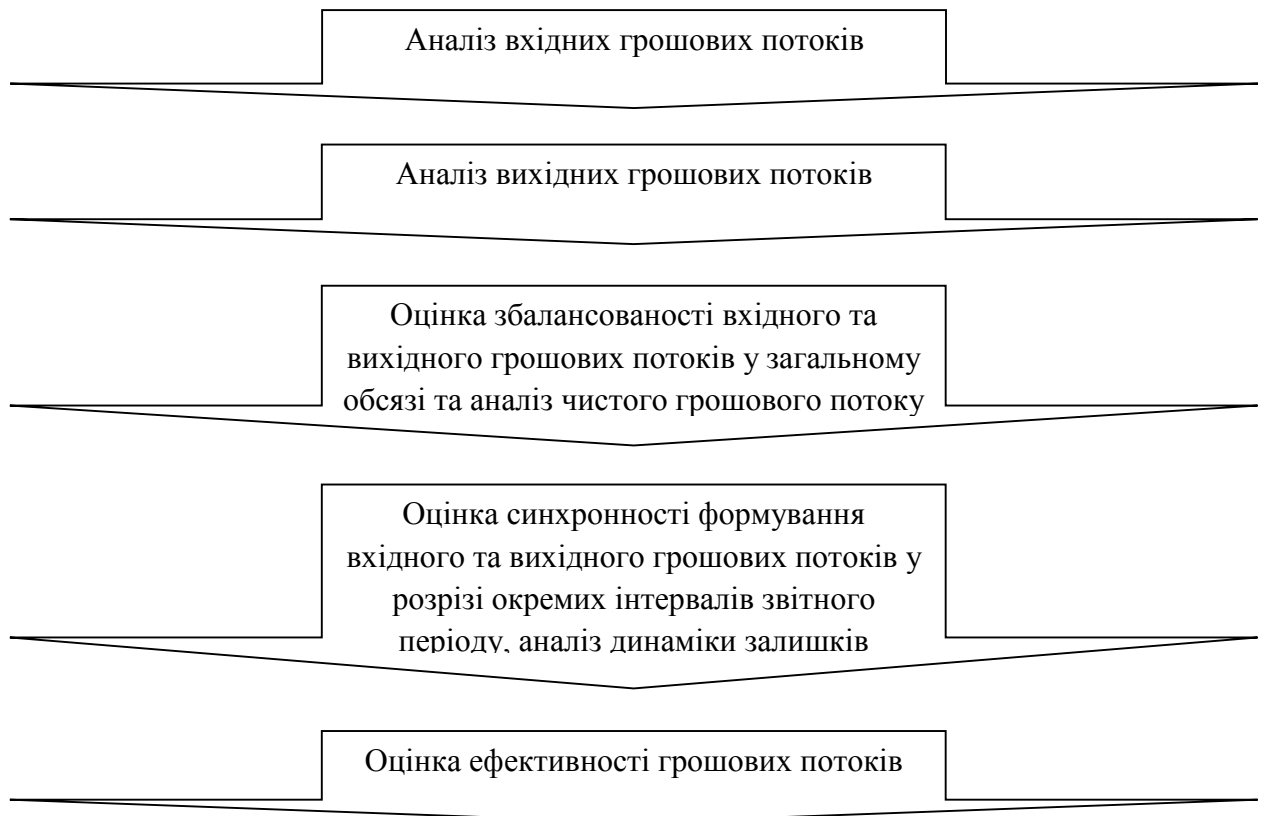 Аналіз вхідних грошових потоків
Аналіз вихідних грошових потоків
Оцінка збалансованості вхідного та
вихідного грошових потоків у загальному
обсязі та аналіз чистого грошового потоку
Оцінка синхронності формування
вхідного та вихідного грошових потоків у
розрізі окремих інтервалів звітного
періоду, аналіз динаміки залишків
Оцінка ефективності грошових потоків